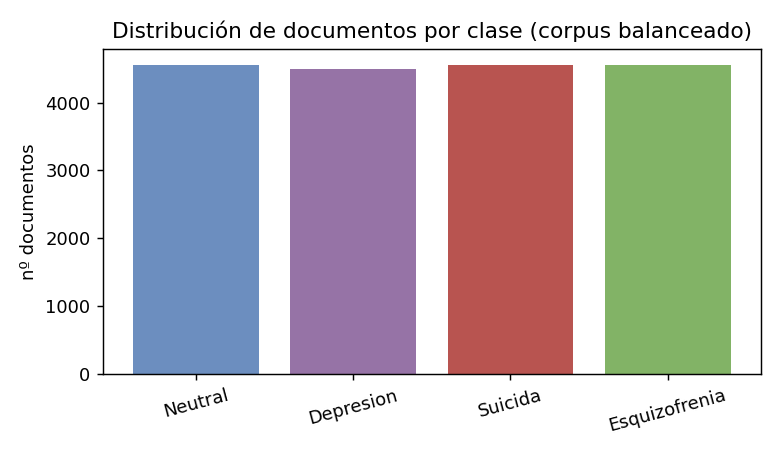 Distribución de documentos por clase (corpus balanceado)
nº documentos
4000
3000
2000
1000
0
Neutral
Depresion
Suicida
Esquizofrenia